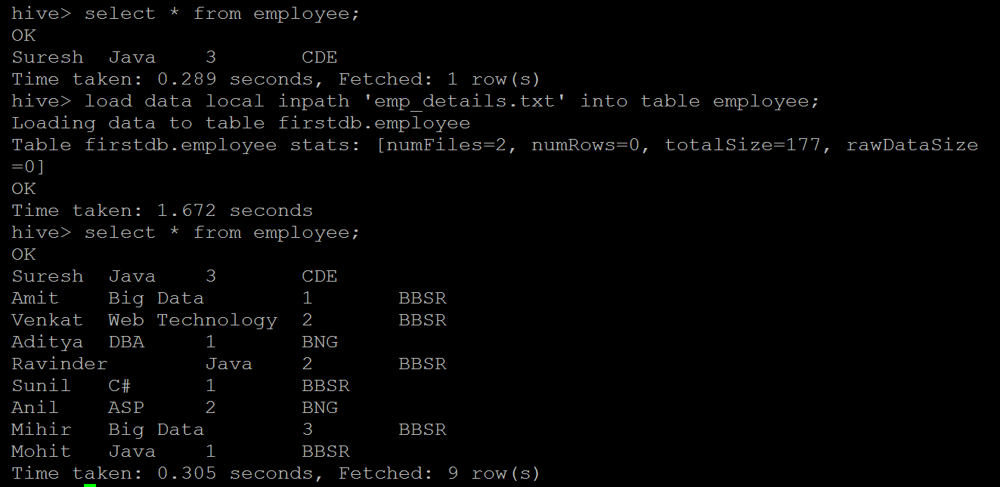 hive> select * from employee;
OK
Suresh  Java    3       CDE
Time taken: 0.289 seconds, Fetched: 1 row(s)
hive> load data local inpath 'emp_details.txt' into table employee;
Loading data to table firstdb.employee
Table firstdb.employee stats: [numFiles=2, numRows=0, totalSize=177, rawDataSize
=0]
OK
Time taken: 1.672 seconds
hive> select * from employee;
OK
Suresh  Java    3       CDE
Amit    Big Data        1       BBSR
Venkat  Web Technology  2       BBSR
Aditya  DBA     1       BNG
Ravinder        Java    2       BBSR
Sunil   C#      1       BBSR
Anil    ASP     2       BNG
Mihir   Big Data        3       BBSR
Mohit   Java    1       BBSR
Time taken: 0.305 seconds, Fetched: 9 row(s)